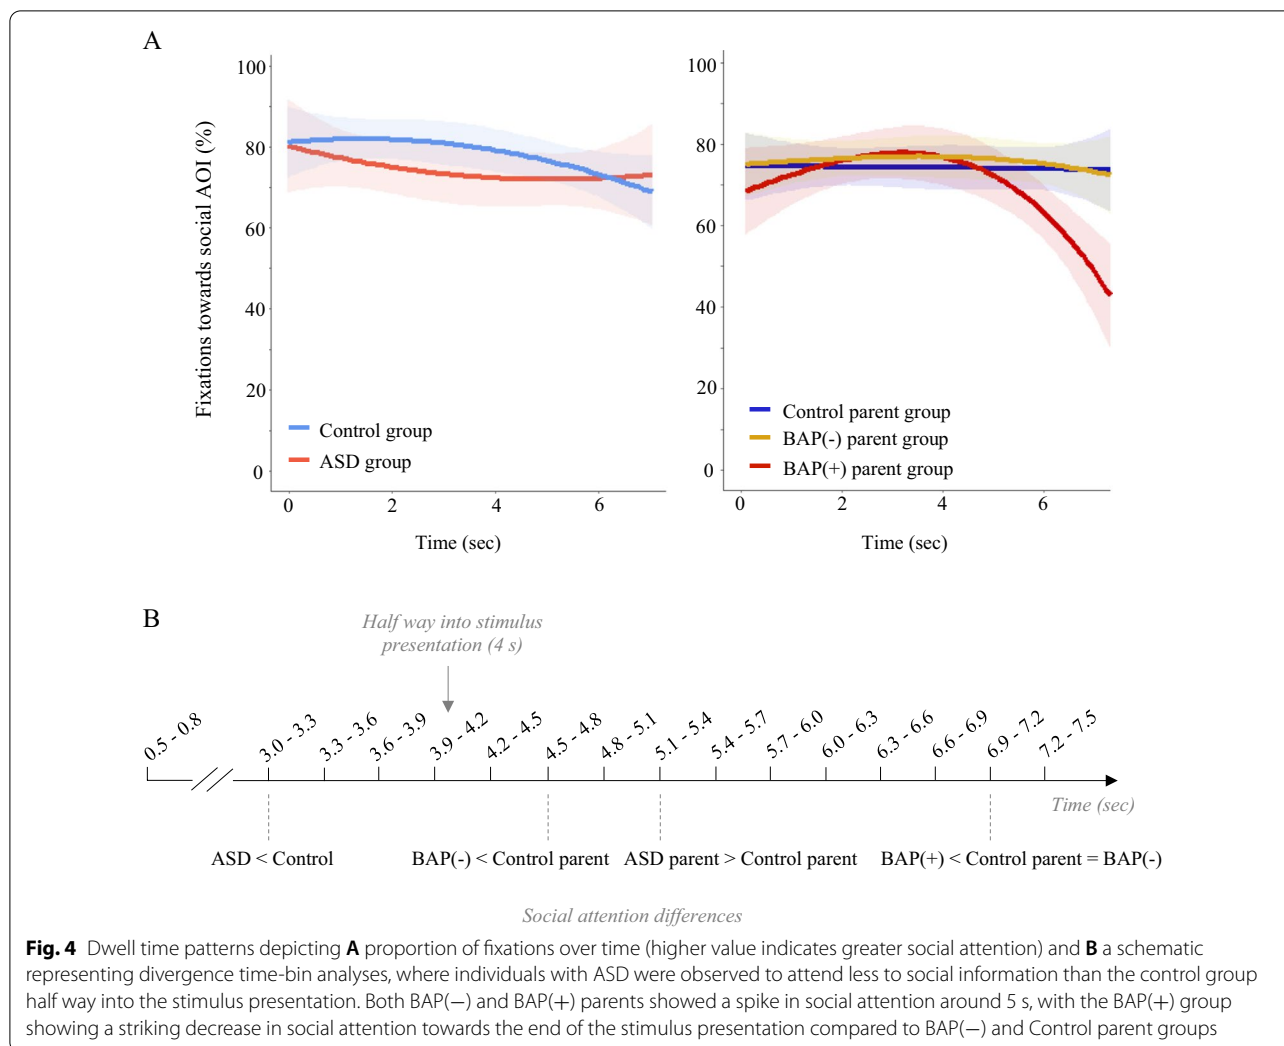 A
Fixations towards social AOI (%)
100
80
60
40
20
0
Control group
ASD group
0 2 4 6
Time (sec)
100
80
60
40
20
0
Control parent group
BAP(-) parent group
BAP(+) parent group
0 2 4 6
Time (sec)
B
Half way into stimulus
presentation (4 s)
0.5 - 0.8
3.0 - 3.3
3.3 - 3.6
3.6 - 3.9
3.9 - 4.2
4.2 - 4.5
4.5 - 4.8
4.8 - 5.1
5.1 - 5.4
5.4 - 5.7
5.7 - 6.0
6.0 - 6.3
6.3 - 6.6
6.6 - 6.9
6.9 - 7.2
7.2 - 7.5
Time (sec)
ASD < Control
BAP(-) < Control parent
ASD parent > Control parent
BAP(+) < Control parent = BAP(-)
Social attention differences
Fig. 4 Dwell time patterns depicting A proportion of fixations over time (higher value indicates greater social attention) and B a schematic
representing divergence time-bin analyses, where individuals with ASD were observed to attend less to social information than the control group
half way into the stimulus presentation. Both BAP(−) and BAP(+) parents showed a spike in social attention around 5 s, with the BAP(+) group
showing a striking decrease in social attention towards the end of the stimulus presentation compared to BAP(−) and Control parent groups